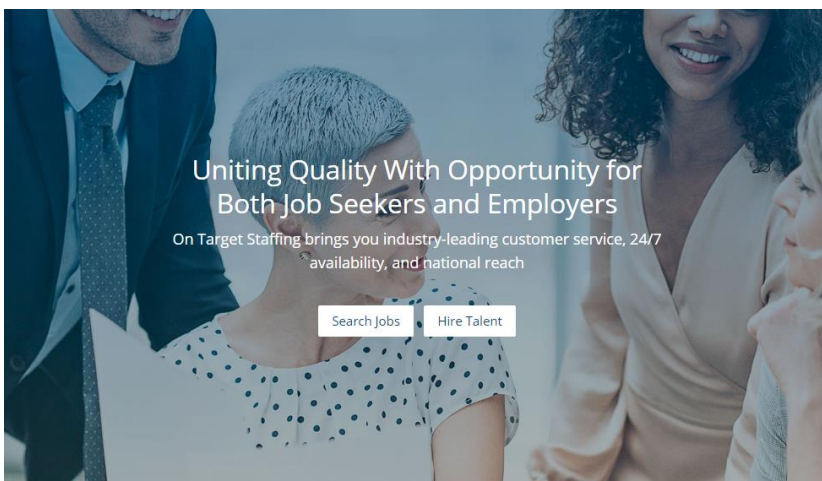 Uniting Quality With Opportunity for
Both Job Seekers and Employers
On Target Staffing brings you industry-leading customer service, 24/7
availability, and national reach
Search Jobs Hire Talent